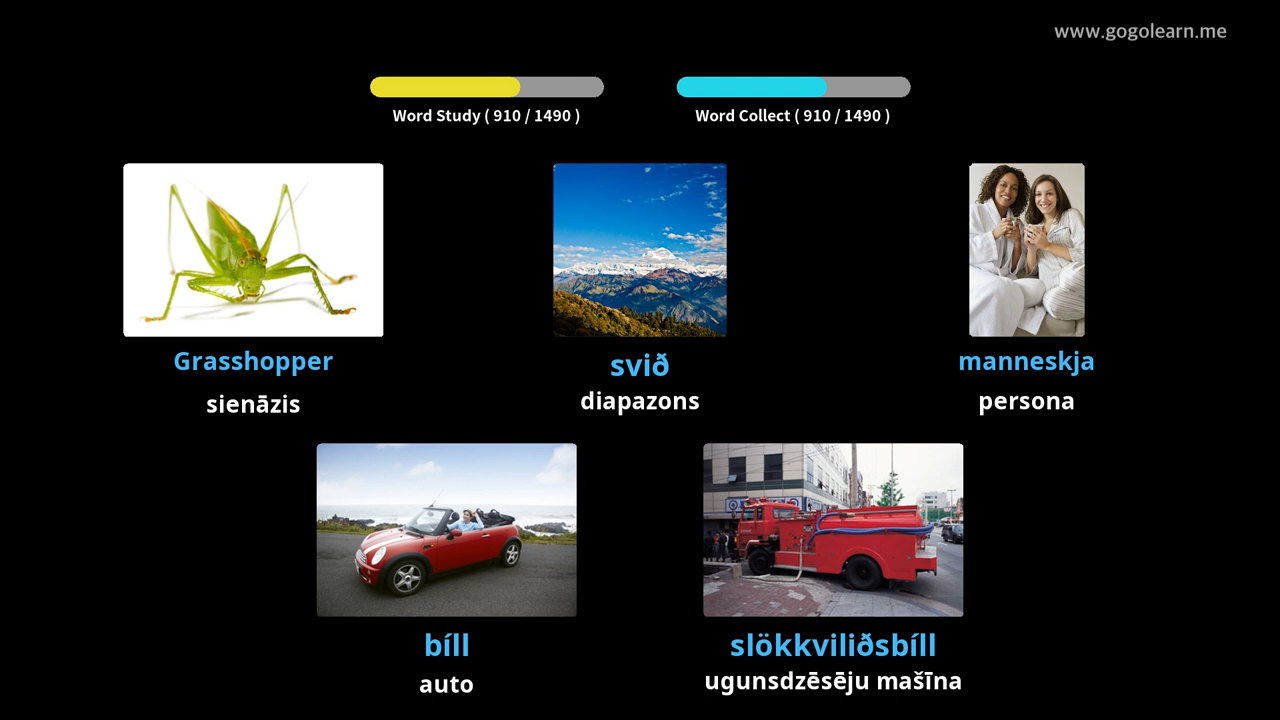 www.gogolearn.me
Word Study ( 910 / 1490 )
Word Collect ( 910 / 1490 )
Grasshopper
sienāzis
svið
diapazons
manneskja
persona
bíll
auto
slökkviliðsbíll
ugunsdzēsēju mašīna